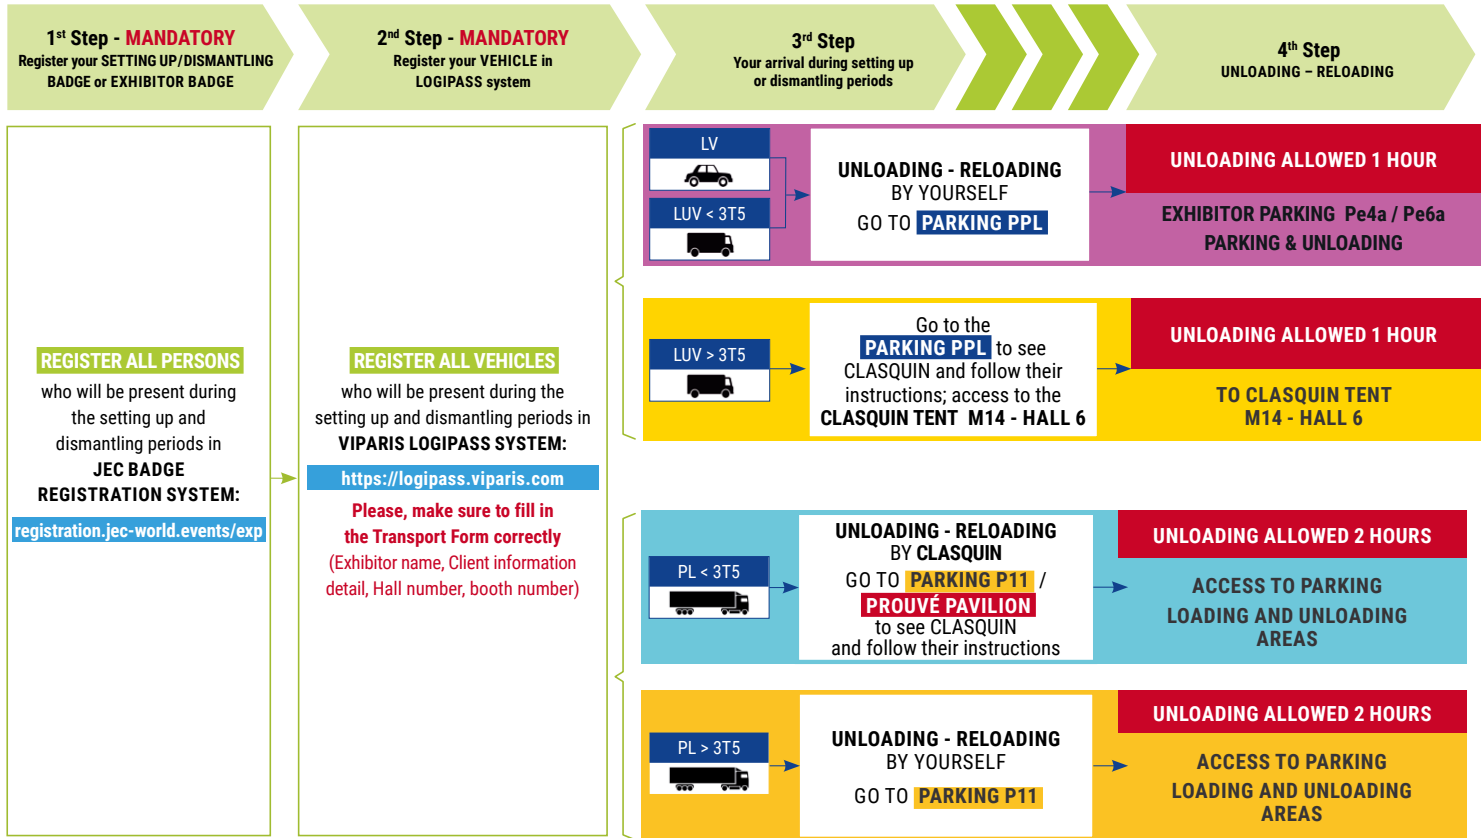 1st Step - MANDATORY
Register your SETTING UP/DISMANTLING
BADGE or EXHIBITOR BADGE
2nd Step - MANDATORY
Register your VEHICLE in
LOGIPASS system
3rd Step
Your arrival during setting up
or dismantling periods
4th Step
UNLOADING – RELOADING
REGISTER ALL PERSONS
who will be present during
the setting up and
dismantling periods in
JEC BADGE
REGISTRATION SYSTEM:
registration.jec-world.events/exp
REGISTER ALL VEHICLES
who will be present during the
setting up and dismantling periods in
VIPARIS LOGIPASS SYSTEM:
https://logipass.viparis.com
Please, make sure to fill in
the Transport Form correctly
(Exhibitor name, Client information
detail, Hall number, booth number)
LV
LUV < 3T5
UNLOADING - RELOADING
BY YOURSELF
GO TO PARKING PPL
UNLOADING ALLOWED 1 HOUR
EXHIBITOR PARKING Pe4a / Pe6a
PARKING & UNLOADING
LUV > 3T5
Go to the
PARKING PPL to see
CLASQUIN and follow their
instructions; access to the
CLASQUIN TENT M14 - HALL 6
UNLOADING ALLOWED 1 HOUR
TO CLASQUIN TENT
M14 - HALL 6
PL < 3T5
UNLOADING - RELOADING
BY CLASQUIN
GO TO PARKING P11 /
PROUVÉ PAVILION
to see CLASQUIN
and follow their instructions
UNLOADING ALLOWED 2 HOURS
ACCESS TO PARKING
LOADING AND UNLOADING
AREAS
PL > 3T5
UNLOADING - RELOADING
BY YOURSELF
GO TO PARKING P11
UNLOADING ALLOWED 2 HOURS
ACCESS TO PARKING
LOADING AND UNLOADING
AREAS